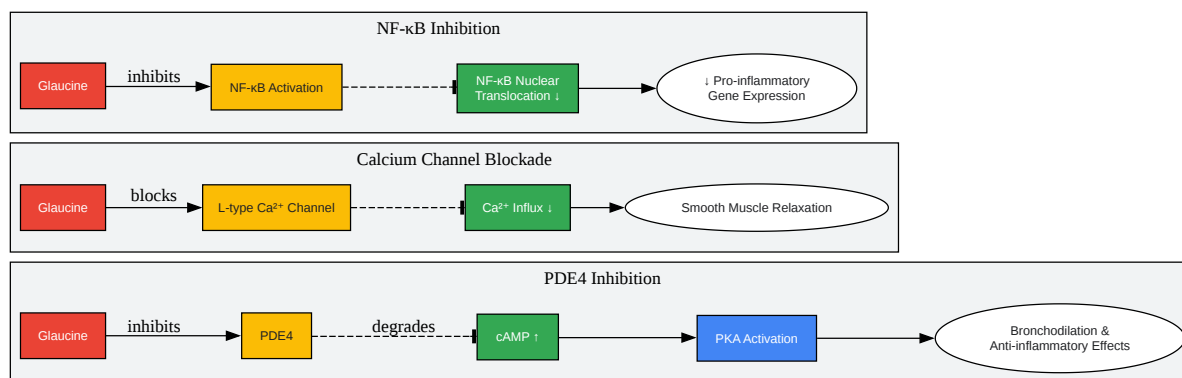 NF-κB Inhibition
Glaucine
inhibits
NF-κB Activation
NF-κB Nuclear
Translocation ↓
↓ Pro-inflammatory
Gene Expression
Calcium Channel Blockade
Glaucine
blocks
L-type Ca²⁺ Channel
Ca²⁺ Influx ↓
Smooth Muscle Relaxation
PDE4 Inhibition
Glaucine
inhibits
PDE4
degrades
cAMP ↑
PKA Activation
Bronchodilation &
Anti-inflammatory Effects